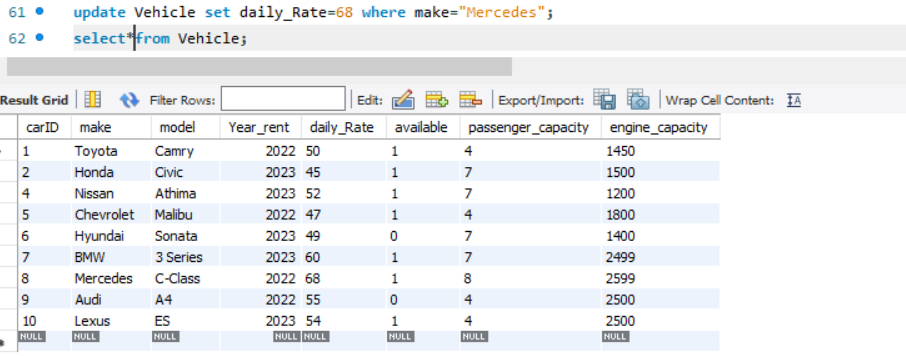 61 update Vehicle set daily_Rate=68 where make="Mercedes";
62 select*from Vehicle;
Result Grid Filter Rows: Edit: Export/Import: Wrap Cell Content: IA
carID make model Year_rent daily_Rate available passenger_capacity engine_capacity
1 Toyota Camry 2022 50 1 4 1450
2 Honda Civic 2023 45 1 7 1500
4 Nissan Athima 2023 52 1 7 1200
5 Chevrolet Malibu 2022 47 1 4 1800
6 Hyundai Sonata 2023 49 0 7 1400
7 BMW 3 Series 2023 60 1 7 2499
8 Mercedes C-Class 2022 68 1 8 2599
9 Audi A4 2022 55 0 4 2500
10 Lexus ES 2023 54 1 4 2500
NULL NULL NULL NULL NULL NULL NULL NULL